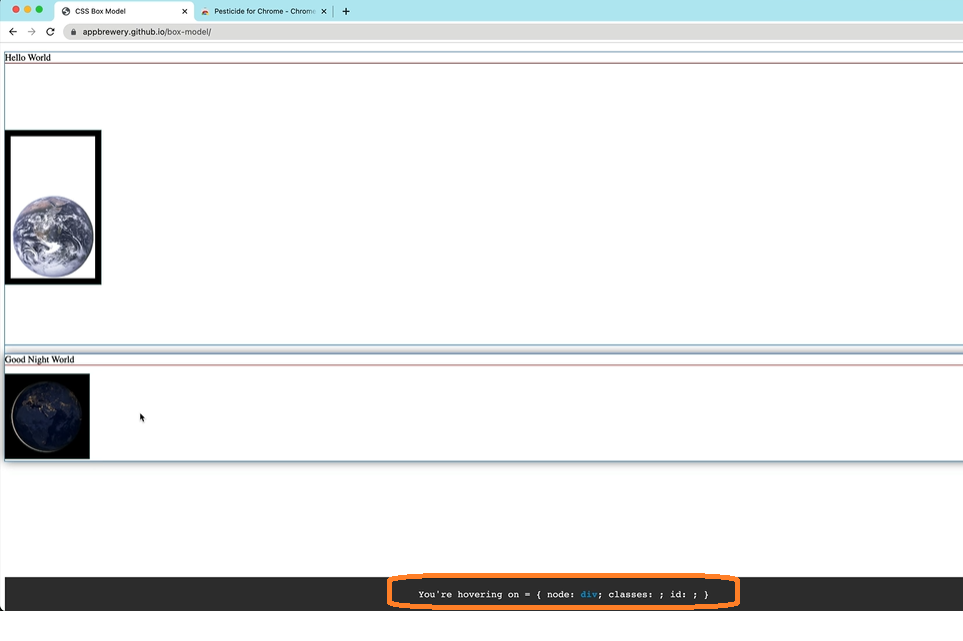 CSS Box Model
Pesticide for Chrome - Chrome
appbrewery.github.io/box-model/
Hello World
Good Night World
You're hovering on = { node: div; classes: ; id: ; }